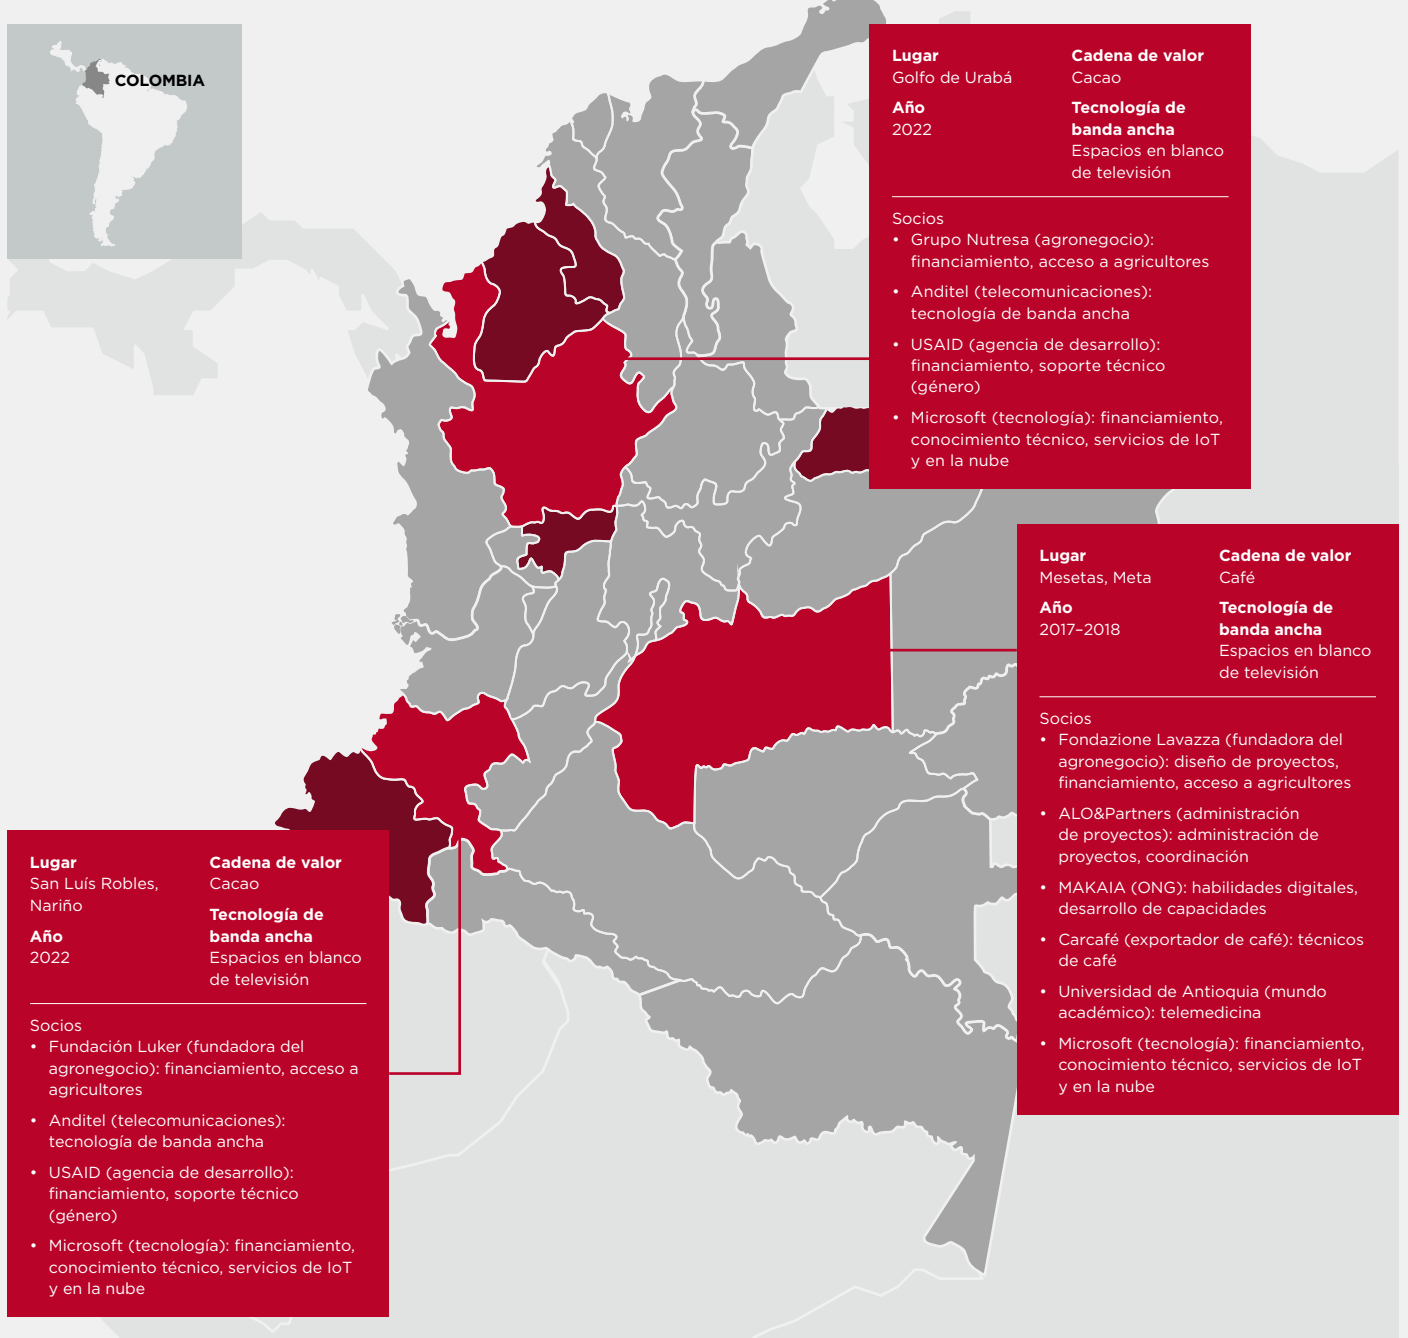 COLOMBIA
Lugar
Golfo de Urabá
Año
2022
Cadena de valor
Cacao
Tecnología de
banda ancha
Espacios en blanco
de televisión
Socios
• Grupo Nutresa (agronegocio):
financiamiento, acceso a agricultores
• Anditel (telecomunicaciones):
tecnología de banda ancha
• USAID (agencia de desarrollo):
financiamiento, soporte técnico
(género)
• Microsoft (tecnología): financiamiento,
conocimiento técnico, servicios de IoT
y en la nube
Lugar
Mesetas, Meta
Año
2017–2018
Cadena de valor
Café
Tecnología de
banda ancha
Espacios en blanco
de televisión
Socios
• Fondazione Lavazza (fundadora del
agronegocio): diseño de proyectos,
financiamiento, acceso a agricultores
• ALO&Partners (administración
de proyectos): administración de
proyectos, coordinación
• MAKAIA (ONG): habilidades digitales,
desarrollo de capacidades
• Carcafé (exportador de café): técnicos
de café
• Universidad de Antioquia (mundo
académico): telemedicina
• Microsoft (tecnología): financiamiento,
conocimiento técnico, servicios de IoT
y en la nube
Lugar
San Luís Robles,
Nariño
Año
2022
Cadena de valor
Cacao
Tecnología de
banda ancha
Espacios en blanco
de televisión
Socios
• Fundación Luker (fundadora del
agronegocio): financiamiento, acceso a
agricultores
• Anditel (telecomunicaciones):
tecnología de banda ancha
• USAID (agencia de desarrollo):
financiamiento, soporte técnico
(género)
• Microsoft (tecnología): financiamiento,
conocimiento técnico, servicios de IoT
y en la nube